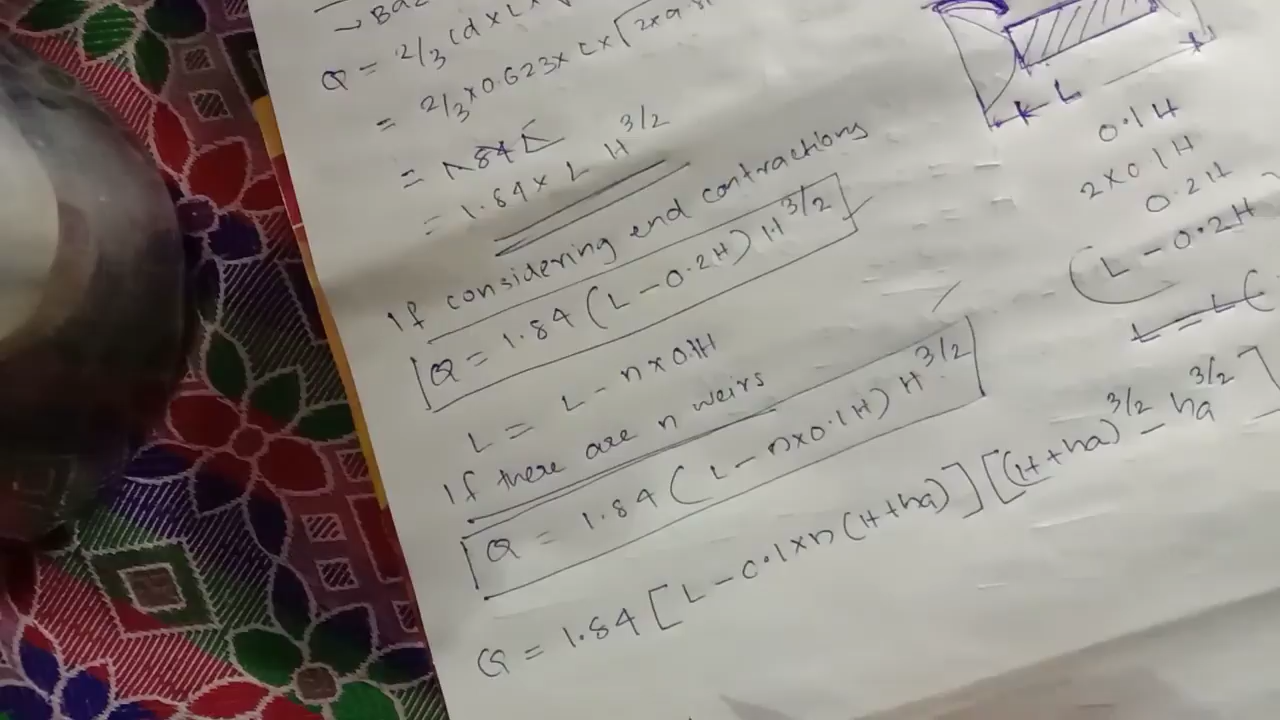 Q = 2/3 Cd x L x
= 2/3 x 0.623 x L x √2x9.81
= 1.84 L
= 1.84 x L H^3/2
If considering end contractions
Q = 1.84 (L - 0.2H) H^3/2
L = L - n x 0.1H
If there are n weirs
Q = 1.84 (L - n x 0.1H) H^3/2
Q = 1.84 [L - 0.1 x n (H + ha)] [(H + ha)^3/2 - ha^3/2]
L
0.1H
2 x 0.1H
0.2H
(L - 0.2H
L = L (